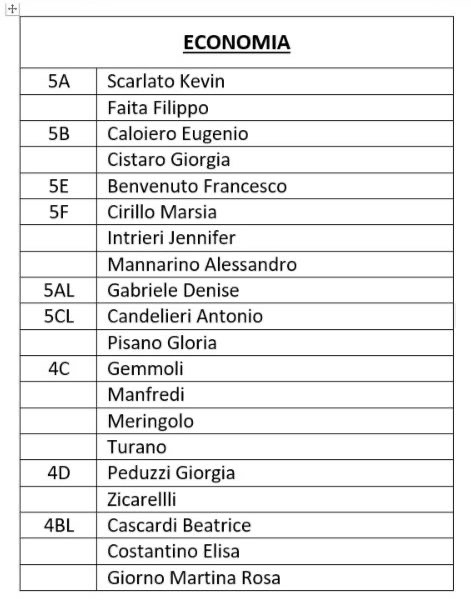 ECONOMIA
5A Scarlato Kevin
Faita Filippo
5B Caloiero Eugenio
Cistaro Giorgia
5E Benvenuto Francesco
5F Cirillo Marsia
Intrieri Jennifer
Mannarino Alessandro
5AL Gabriele Denise
5CL Candelieri Antonio
Pisano Gloria
4C Gemmoli
Manfredi
Meringolo
Turano
4D Peduzzi Giorgia
Zicarellli
4BL Cascardi Beatrice
Costantino Elisa
Giorno Martina Rosa